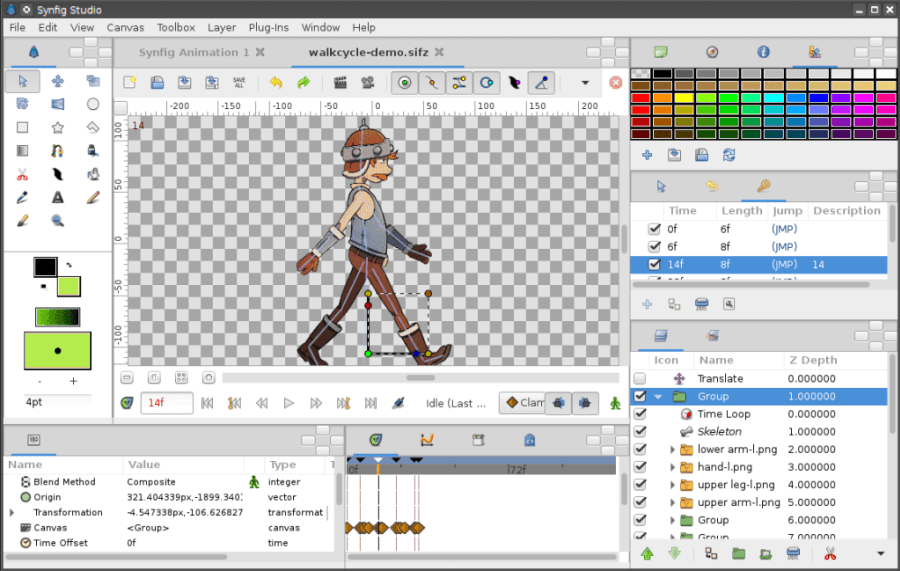 Synfig Studio
File Edit View Canvas Toolbox Layer Plug-Ins Window Help
Synfig Animation 1 walkcycle-demo.sifz
SAVE ALL
-200 -150 -100 -50 0 50 100 150 200
14
100
50
0
-50
-100
14f Idle (Last ... Clam
4pt
Time Length Jump Description
0f 6f (JMP)
6f 8f (JMP)
14f 8f (JMP) 14
Icon Name Z Depth
Translate 0.000000
Group 1.000000
Time Loop 0.000000
Skeleton 1.000000
lower arm-l.png 2.000000
hand-l.png 3.000000
upper leg-l.png 4.000000
upper arm-l.png 5.000000
Group 6.000000
Group 7.000000
Name Value Type
Blend Method Composite integer
Origin 321.404339px,-1899.340 vector
Transformation -4.547338px,-106.626827 transformat
Canvas <Group> canvas
Time Offset 0f time
0f 72f